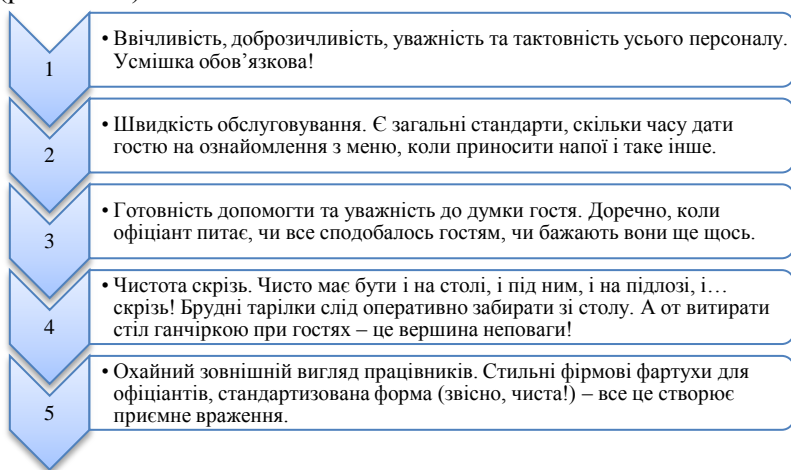 1
• Ввічливість, доброзичливість, уважність та тактовність усього персоналу.
Усмішка обов’язкова!
2
• Швидкість обслуговування. Є загальні стандарти, скільки часу дати
гостю на ознайомлення з меню, коли приносити напої і таке інше.
3
• Готовність допомогти та уважність до думки гостя. Доречно, коли
офіціант питає, чи все сподобалось гостям, чи бажають вони ще щось.
4
• Чистота скрізь. Чисто має бути і на столі, і під ним, і на підлозі, і…
скрізь! Брудні тарілки слід оперативно забирати зі столу. А от витирати
стіл ганчіркою при гостях – це вершина неповаги!
5
• Охайний зовнішній вигляд працівників. Стильні фірмові фартухи для
офіціантів, стандартизована форма (звісно, чиста!) – все це створює
приємне враження.